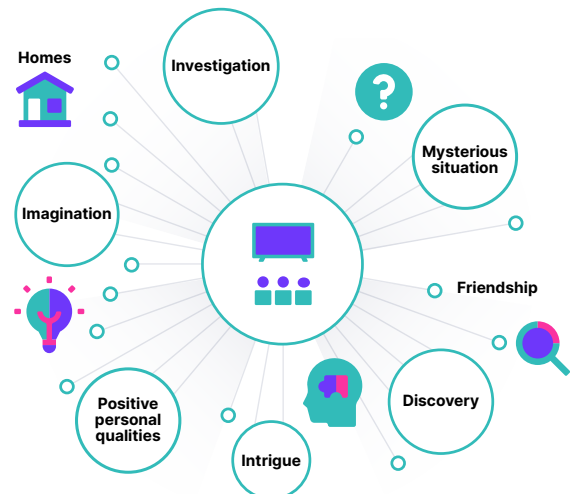 Homes
Investigation
?
Mysterious
situation
Imagination
Friendship
Positive
personal
qualities
Discovery
Intrigue